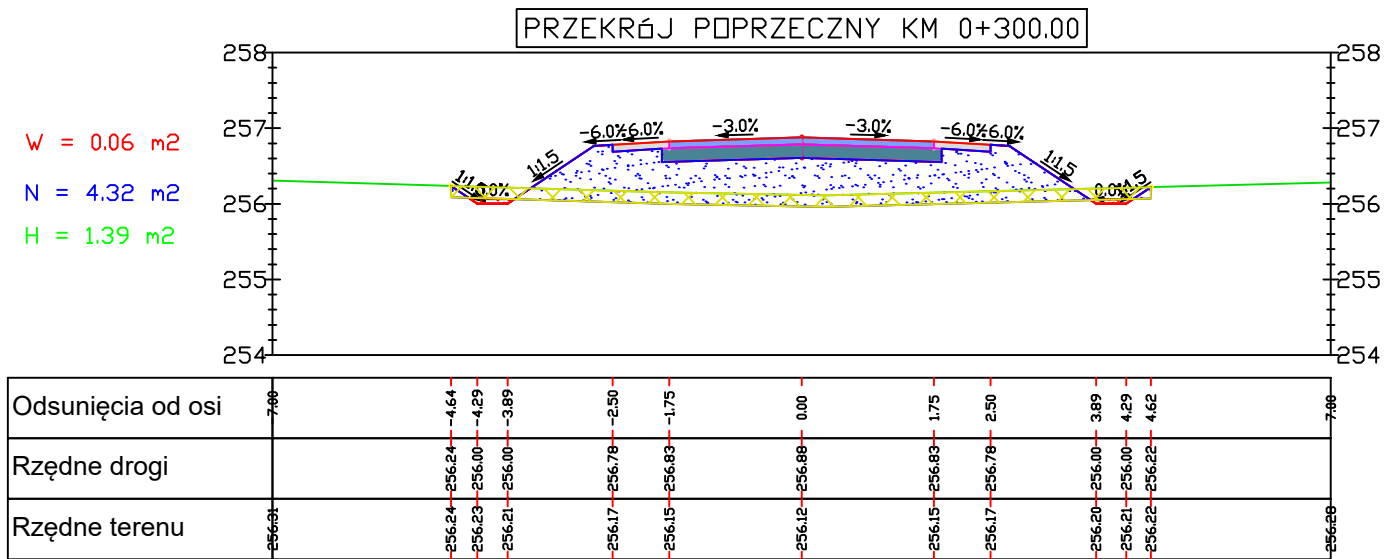 PRZEKRÓJ POPRZECZNY KM 0+300.00
258 258
257 257
256 256
255 255
254 254
W = 0.06 m2
N = 4.32 m2
H = 1.39 m2
-6.0% -6.0% -3.0% -3.0% -6.0% -6.0%
1:1.5 1:1.5
0.0% 0.0%
Odsunięcia od osi -7.00 -4.64 -4.29 -3.89 -2.50 -1.75 0.00 1.75 2.50 3.89 4.29 4.62 7.00
Rzędne drogi 256.24 256.00 256.00 256.78 256.83 256.88 256.83 256.78 256.00 256.00 256.22
Rzędne terenu 256.31 256.24 256.23 256.21 256.17 256.15 256.12 256.15 256.17 256.20 256.21 256.22 256.28